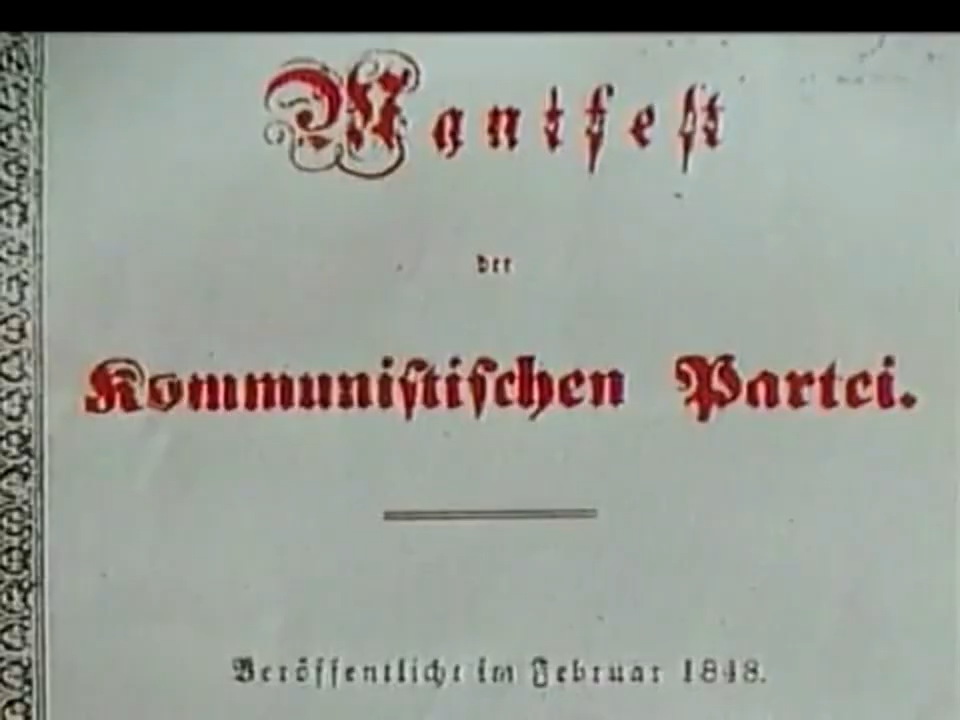 Manifest
der
Kommunistischen Partei.
Veröffentlicht im Februar 1848.